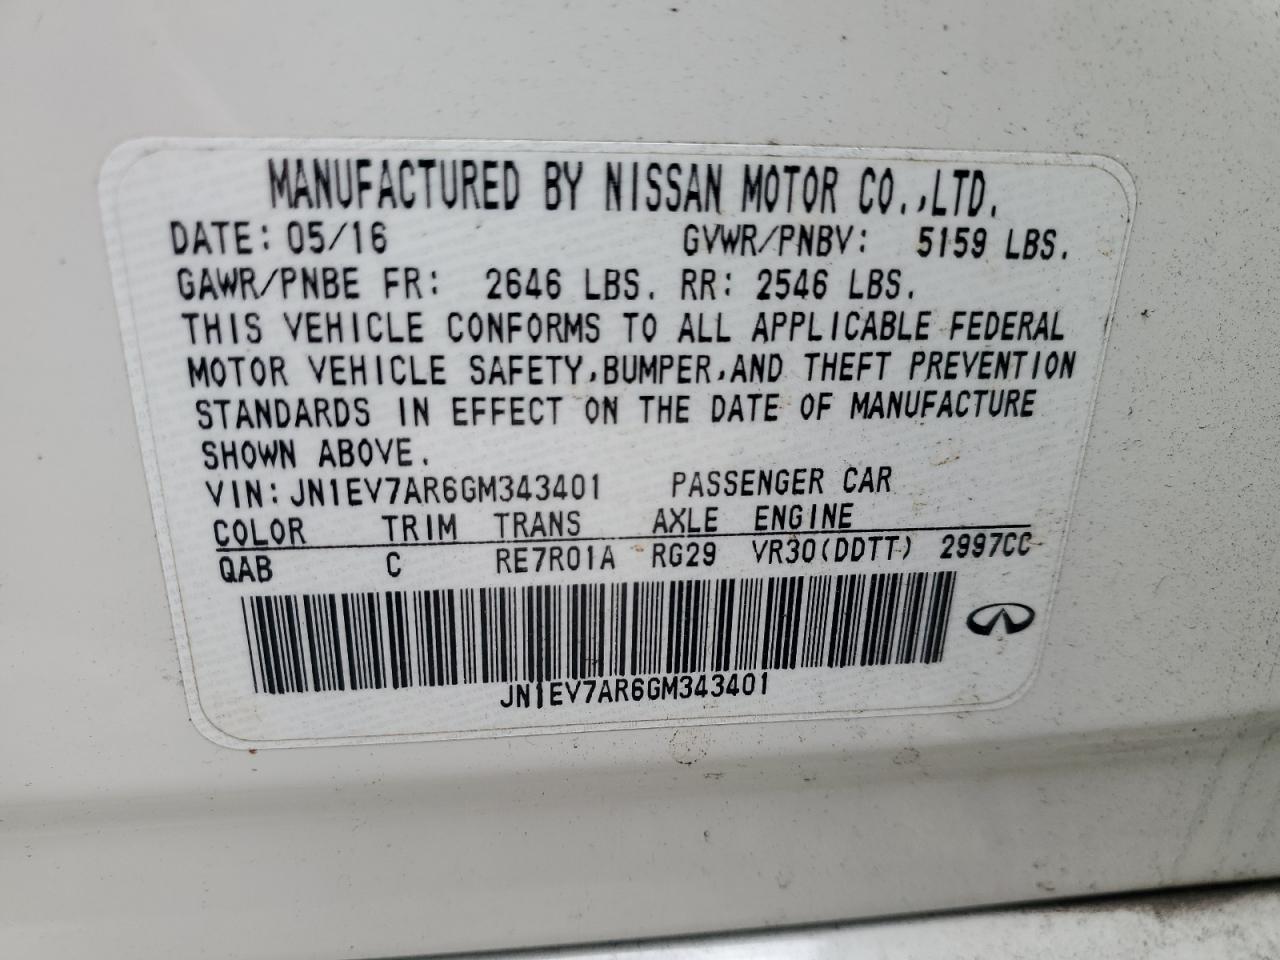 MANUFACTURED BY NISSAN MOTOR CO.,LTD.
DATE: 05/16 GVWR/PNBV: 5159 LBS.
GAWR/PNBE FR: 2646 LBS. RR: 2546 LBS.
THIS VEHICLE CONFORMS TO ALL APPLICABLE FEDERAL
MOTOR VEHICLE SAFETY,BUMPER,AND THEFT PREVENTION
STANDARDS IN EFFECT ON THE DATE OF MANUFACTURE
SHOWN ABOVE.
VIN: JN1EV7AR6GM343401 PASSENGER CAR
COLOR TRIM TRANS AXLE ENGINE
QAB C RE7R01A RG29 VR30(DDTT) 2997CC
JN1EV7AR6GM343401